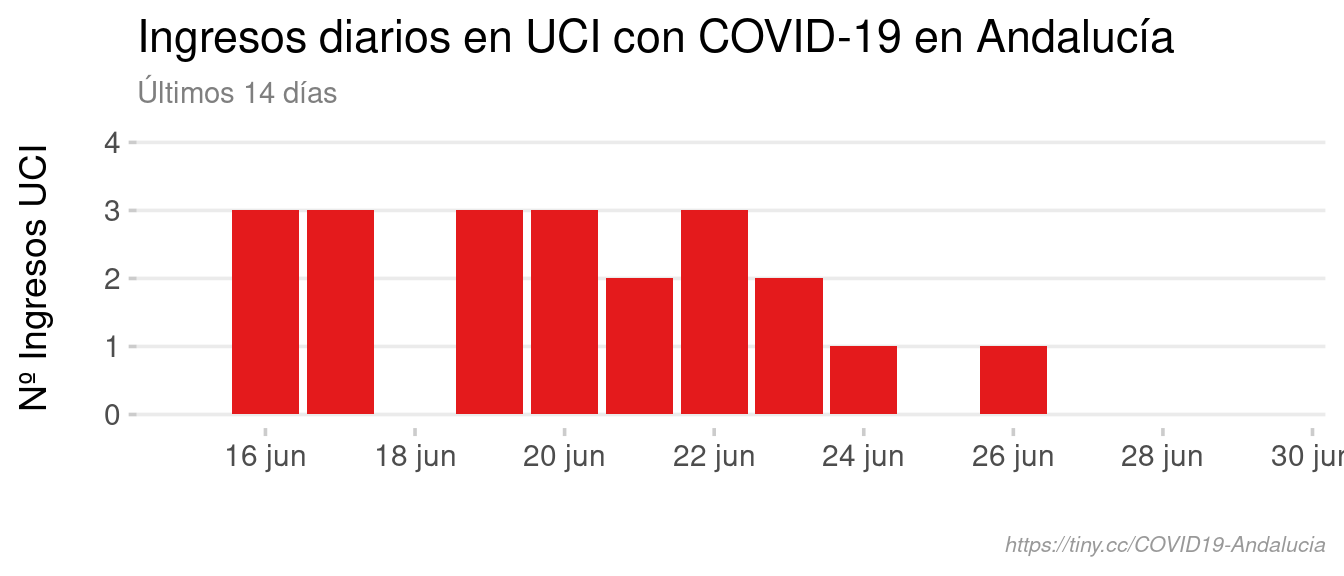 Ingresos diarios en UCI con COVID-19 en Andalucía
Últimos 14 días
Nº Ingresos UCI
4
3
2
1
0
16 jun 18 jun 20 jun 22 jun 24 jun 26 jun 28 jun 30 jun
https://tiny.cc/COVID19-Andalucia